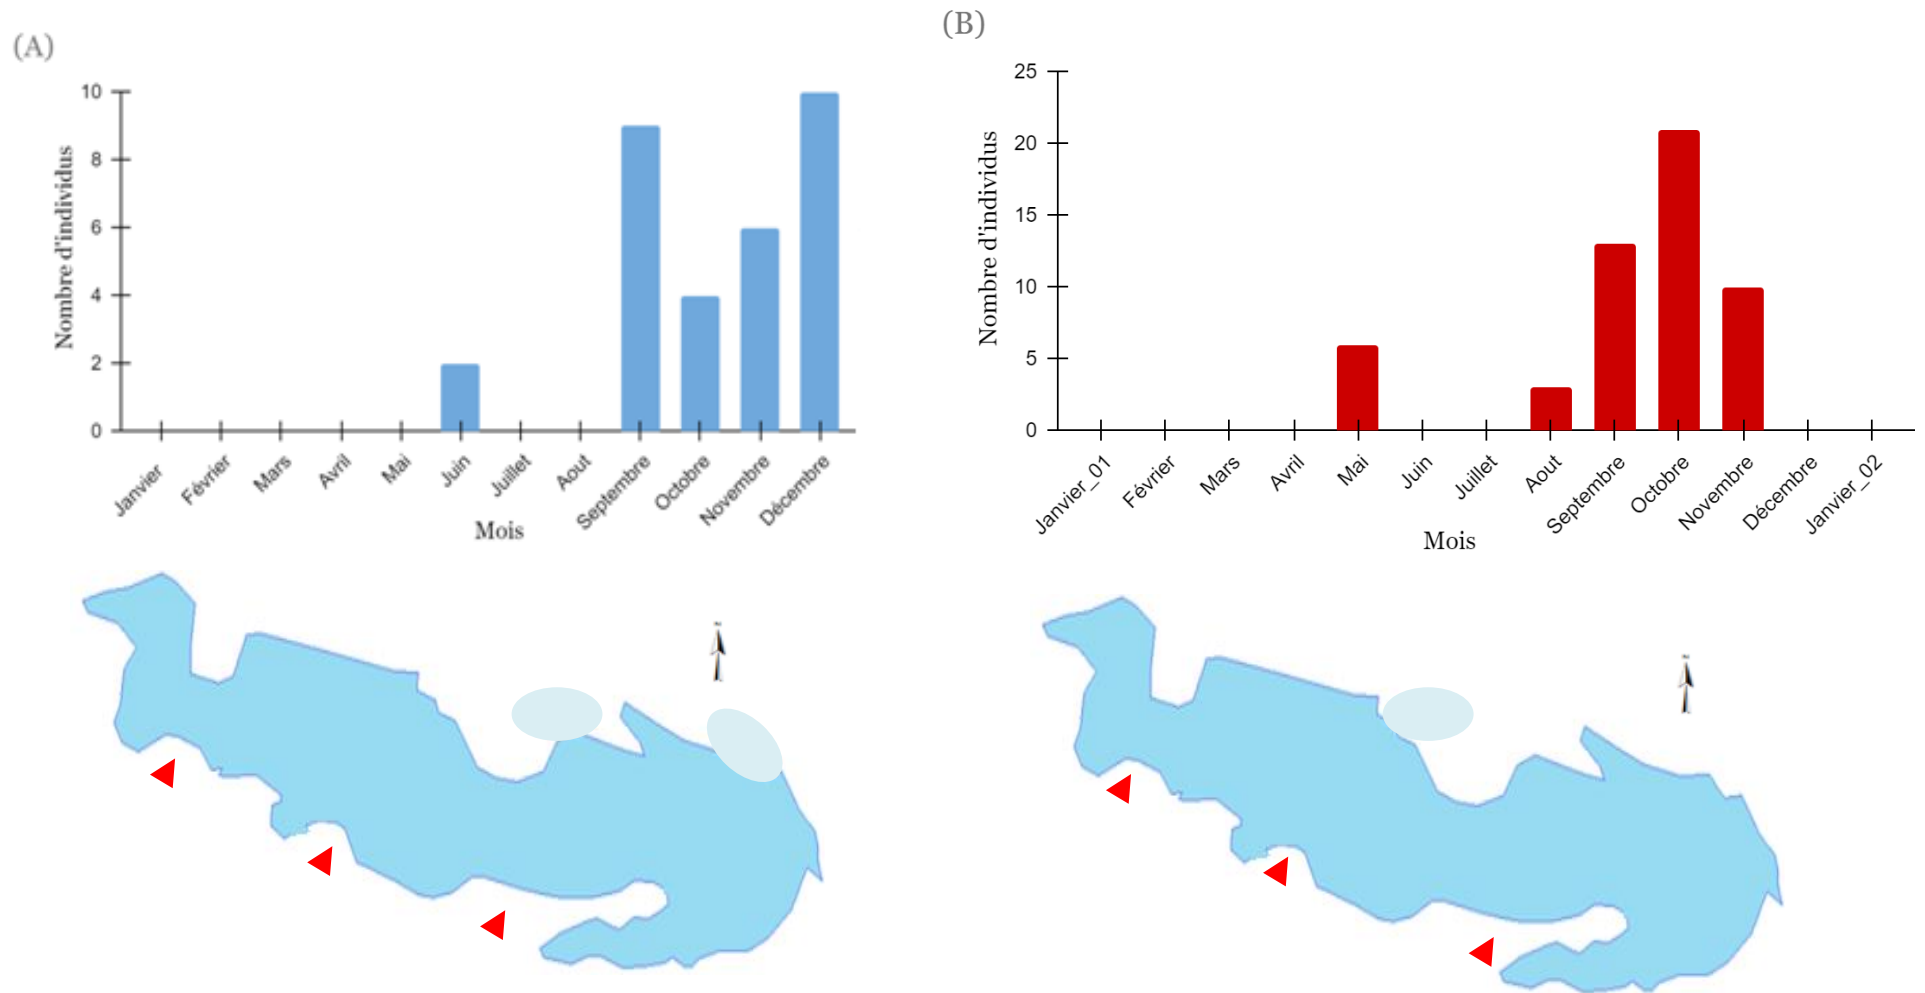 (A)
10
8
6
4
2
0
Nombre d'individus
Janvier
Février
Mars
Avril
Mai
Juin
Juillet
Aout
Septembre
Octobre
Novembre
Décembre
Mois
(B)
25
20
15
10
5
0
Nombre d'individus
Janvier_01
Février
Mars
Avril
Mai
Juin
Juillet
Aout
Septembre
Octobre
Novembre
Décembre
Janvier_02
Mois